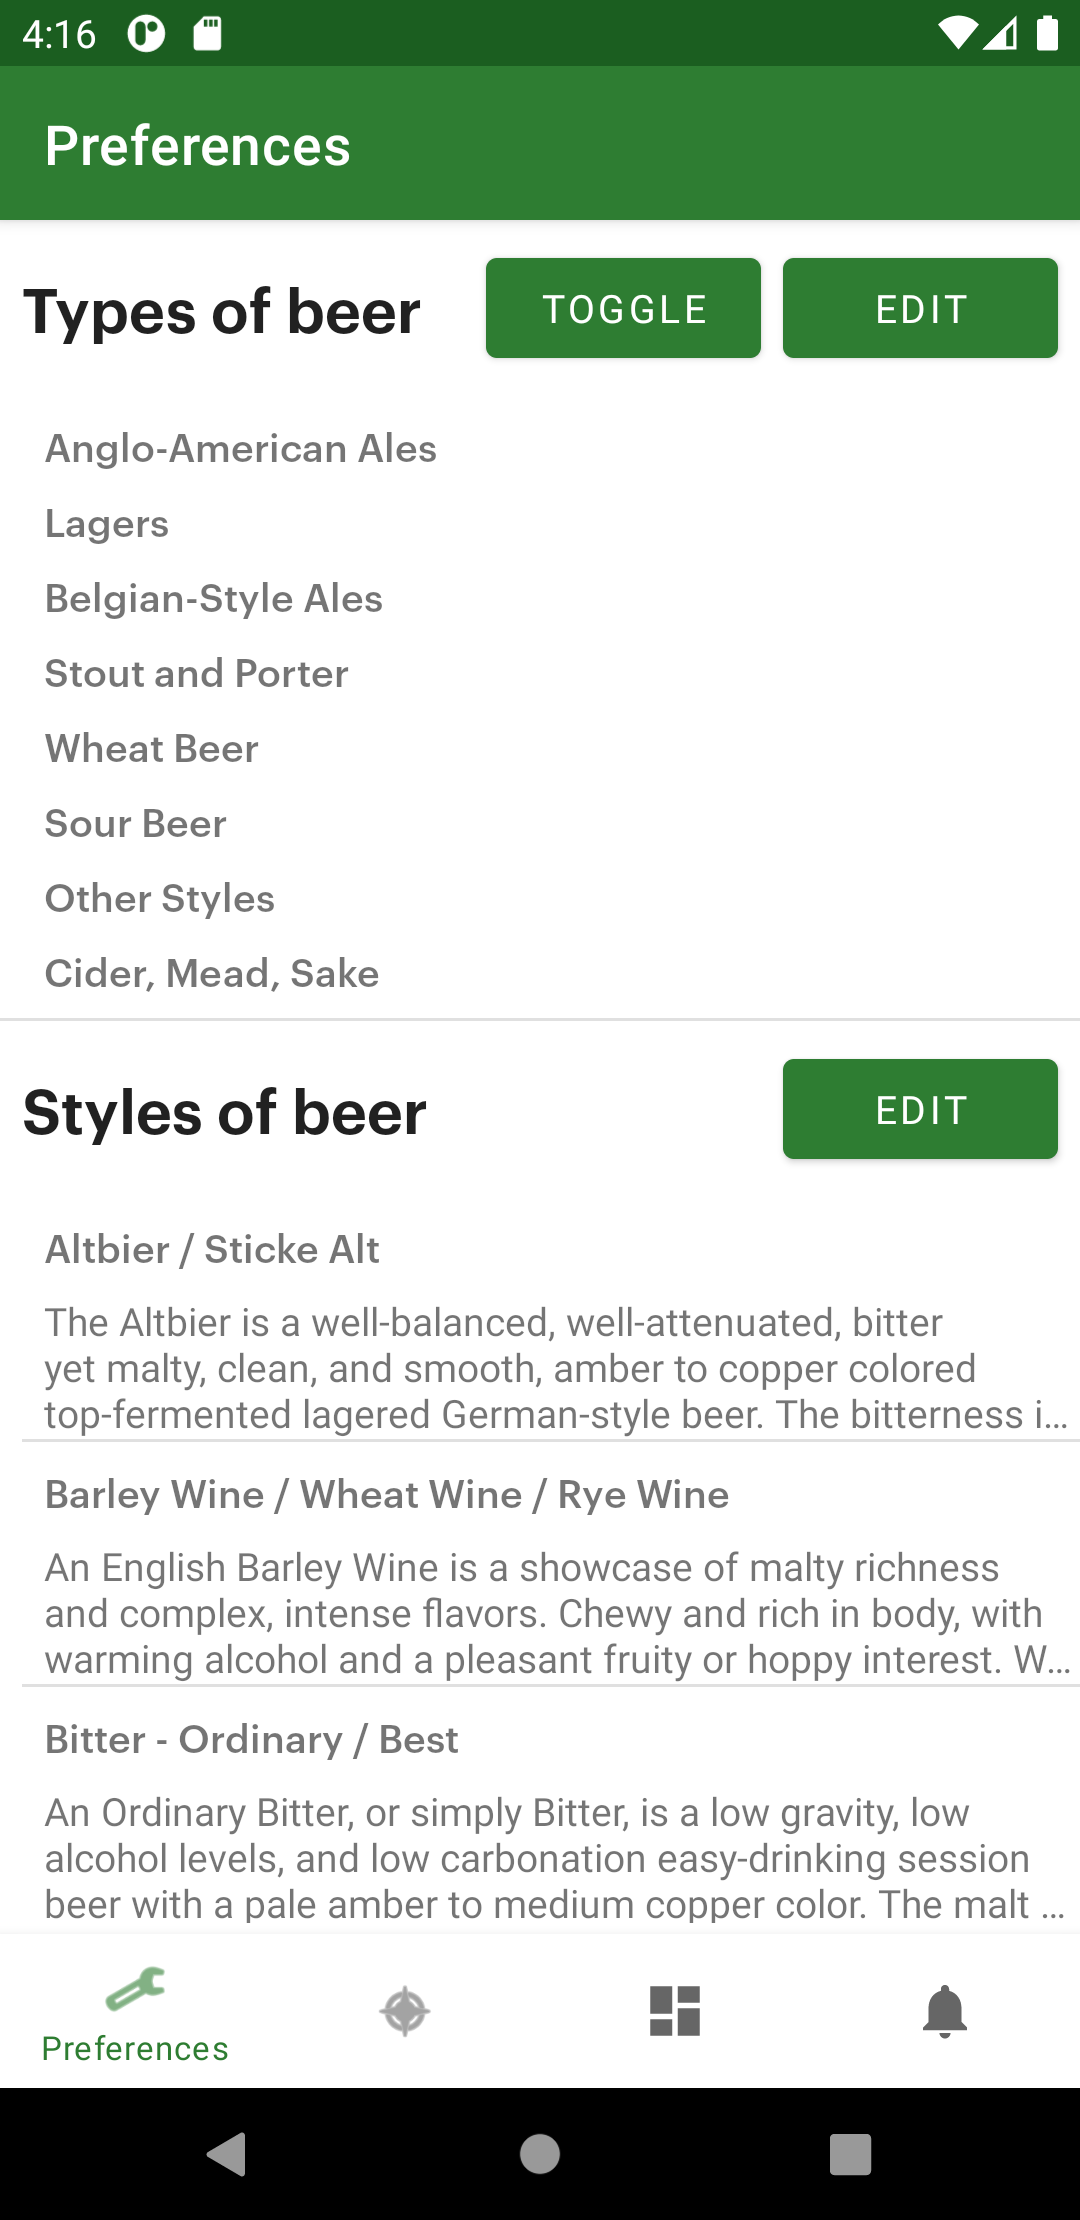 4:16
Preferences
Types of beer
TOGGLE
EDIT
Anglo-American Ales
Lagers
Belgian-Style Ales
Stout and Porter
Wheat Beer
Sour Beer
Other Styles
Cider, Mead, Sake
Styles of beer
EDIT
Altbier / Sticke Alt
The Altbier is a well-balanced, well-attenuated, bitter
yet malty, clean, and smooth, amber to copper colored
top-fermented lagered German-style beer. The bitterness i...
Barley Wine / Wheat Wine / Rye Wine
An English Barley Wine is a showcase of malty richness
and complex, intense flavors. Chewy and rich in body, with
warming alcohol and a pleasant fruity or hoppy interest. W...
Bitter - Ordinary / Best
An Ordinary Bitter, or simply Bitter, is a low gravity, low
alcohol levels, and low carbonation easy-drinking session
beer with a pale amber to medium copper color. The malt ...
Preferences